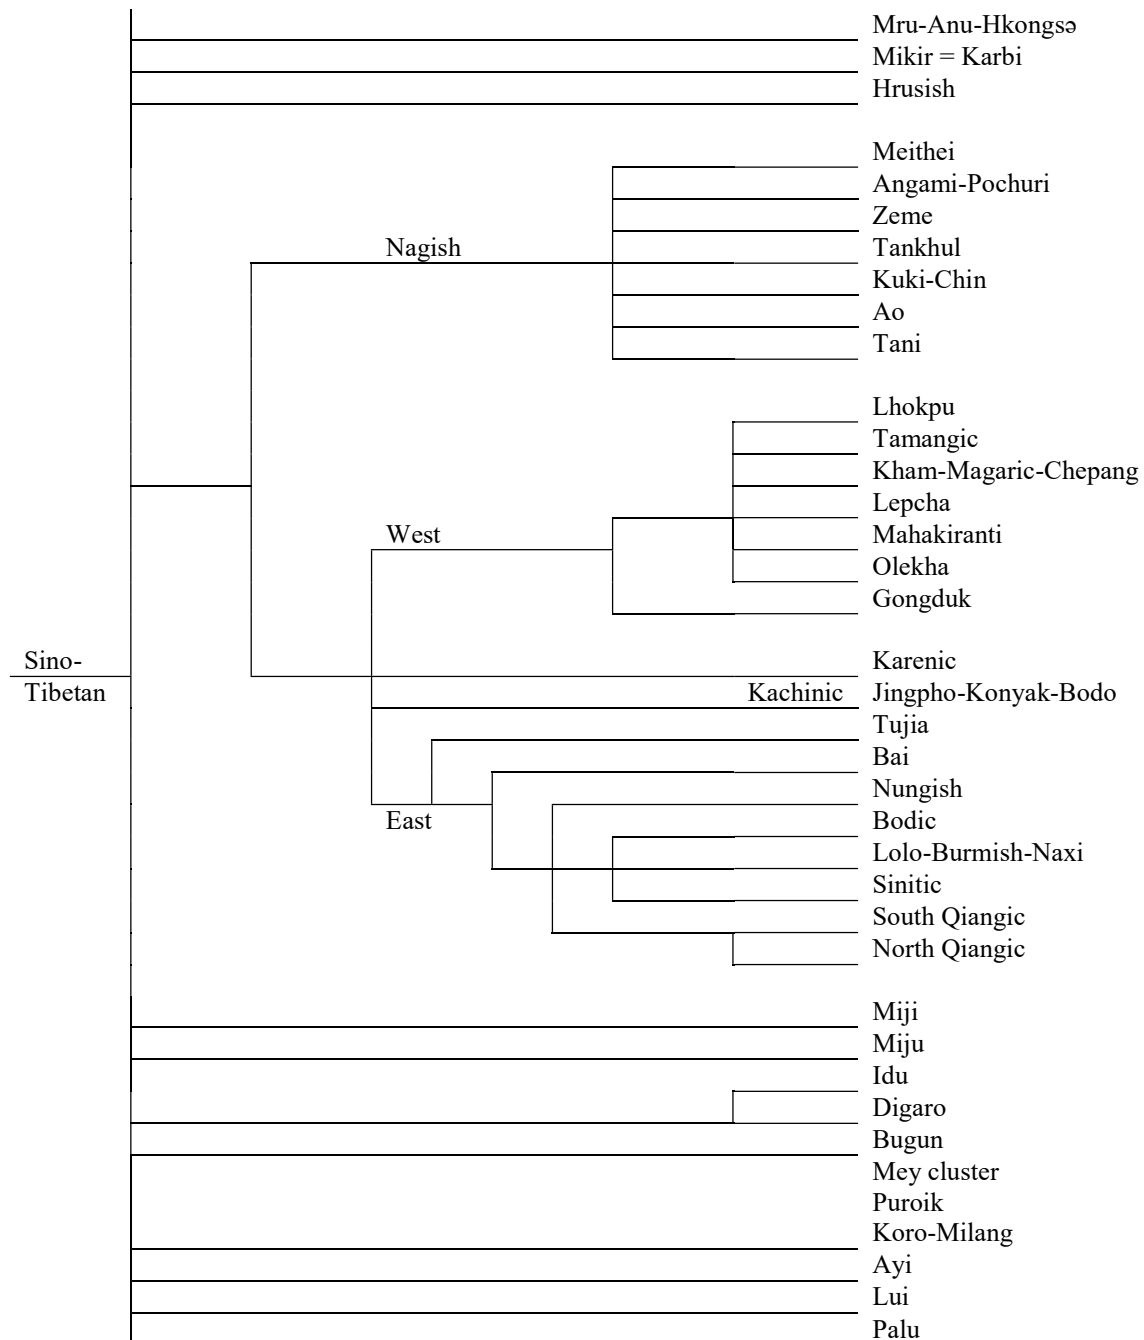 Mru-Anu-Hkongsə
Mikir = Karbi
Hrusish
Meithei
Angami-Pochuri
Zeme
Nagish
Tankhul
Kuki-Chin
Ao
Tani
Lhokpu
Tamangic
Kham-Magaric-Chepang
Lepcha
West
Mahakiranti
Olekha
Gongduk
Sino-
Tibetan
Karenic
Kachinic
Jingpho-Konyak-Bodo
Tujia
Bai
Nungish
East
Bodic
Lolo-Burmish-Naxi
Sinitic
South Qiangic
North Qiangic
Miji
Miju
Idu
Digaro
Bugun
Mey cluster
Puroik
Koro-Milang
Ayi
Lui
Palu